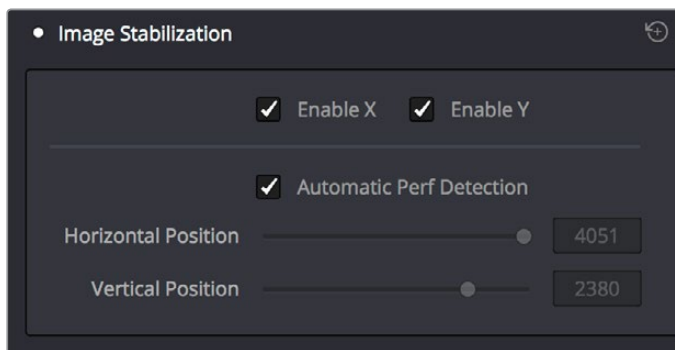 Image Stabilization
Enable X Enable Y
Automatic Perf Detection
Horizontal Position 4051
Vertical Position 2380